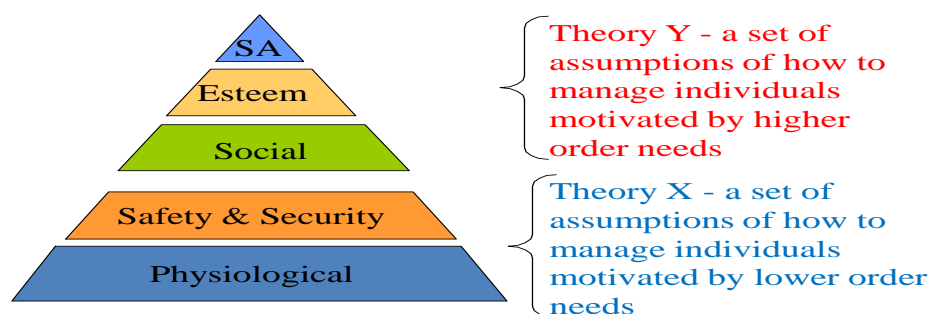 SA
Esteem
Social
Safety & Security
Physiological
Theory Y - a set of
assumptions of how to
manage individuals
motivated by higher
order needs
Theory X - a set of
assumptions of how to
manage individuals
motivated by lower order
needs